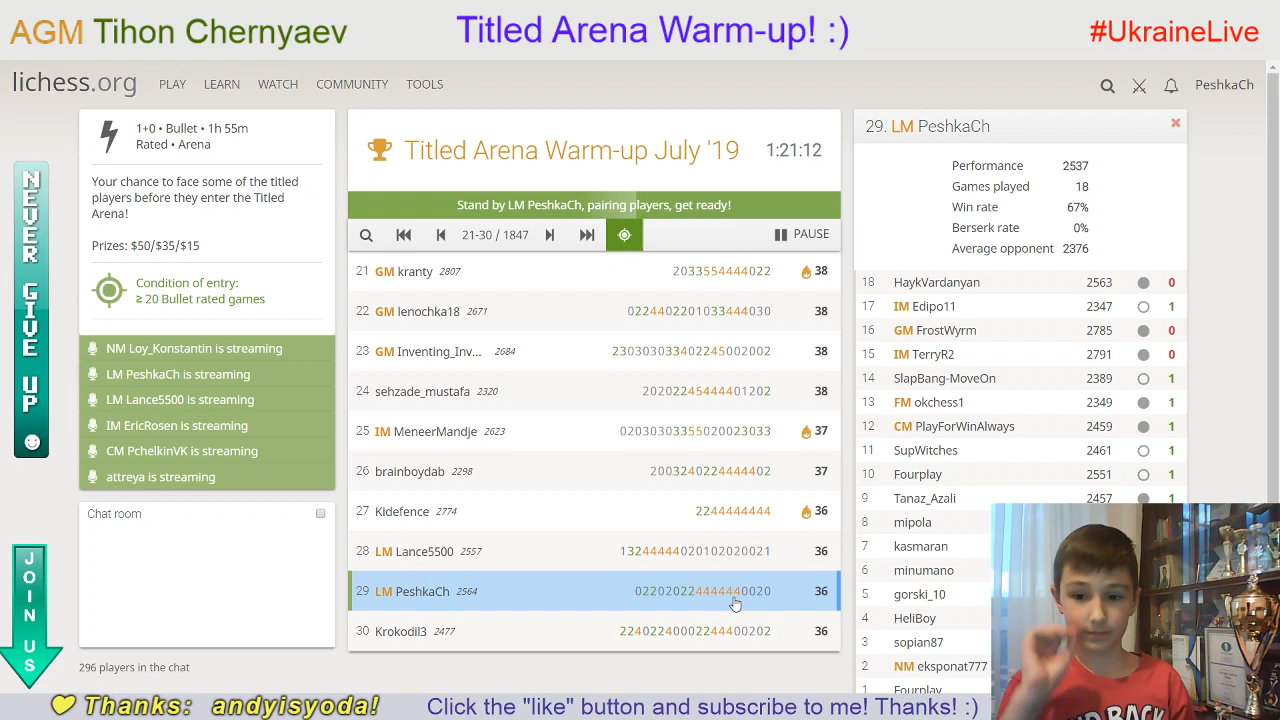 AGM Tihon Chernyaev
Titled Arena Warm-up! :)
#UkraineLive
lichess.org
PLAY LEARN WATCH COMMUNITY TOOLS
PeshkaCh
NEVER GIVE UP
JOIN US
1+0 • Bullet • 1h 55m
Rated • Arena
Your chance to face some of the titled
players before they enter the Titled
Arena!
Prizes: $50/$35/$15
Condition of entry:
≥ 20 Bullet rated games
NM Loy_Konstantin is streaming
LM PeshkaCh is streaming
LM Lance5500 is streaming
IM EricRosen is streaming
CM PchelkinVK is streaming
attreya is streaming
Chat room
296 players in the chat
Titled Arena Warm-up July '19 1:21:12
Stand by LM PeshkaCh, pairing players, get ready!
21-30 / 1847 PAUSE
21 GM kranty 2807 2033554444022 38
22 GM lenochka18 2671 0224402201033444030 38
23 GM Inventing_Inv... 2684 230303033402245002002 38
24 sehzade_mustafa 2320 2020224544401202 38
25 IM MeneerMandje 2623 0203030335502002 3033 37
26 brainboydab 2298 200324022444402 37
27 Kidefence 2774 2244444444 36
28 LM Lance5500 2557 13244444020102020021 36
29 LM PeshkaCh 2564 022020224444440020 36
30 Krokodil3 2477 22402240002244400202 36
29. LM PeshkaCh
Performance 2537
Games played 18
Win rate 67%
Berserk rate 0%
Average opponent 2376
18 HaykVardanyan 2563 0
17 IM Edipo11 2347 1
16 GM FrostWyrm 2785 0
15 IM TerryR2 2791 0
14 SlapBang-MoveOn 2389 1
13 FM okchess1 2349 1
12 CM PlayForWinAlways 2459 1
11 SupWitches 2461 1
10 Fourplay 2551 1
9 Tanaz_Azali 2457 1
8 mipola
7 kasmaran
6 minumano
5 gorski_10
4 HeliBoy
3 sopian87
2 NM eksponat777
1 Fourplay
Thanks: andyisyoda!
Click the "like" button and subscribe to me! Thanks! :)